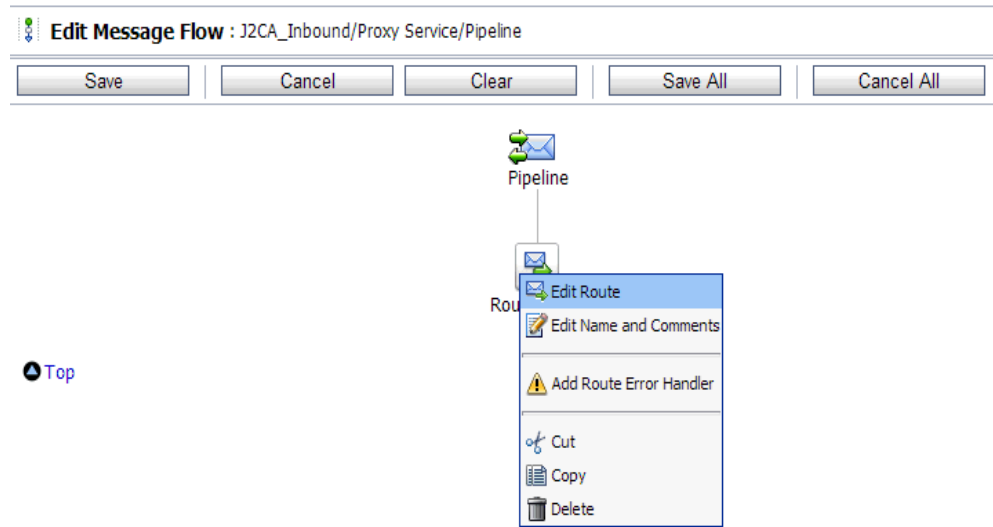 Edit Message Flow : J2CA_Inbound/Proxy Service/Pipeline
Save Cancel Clear Save All Cancel All
Pipeline
Rou
Edit Route
Edit Name and Comments
Add Route Error Handler
Top
Cut
Copy
Delete